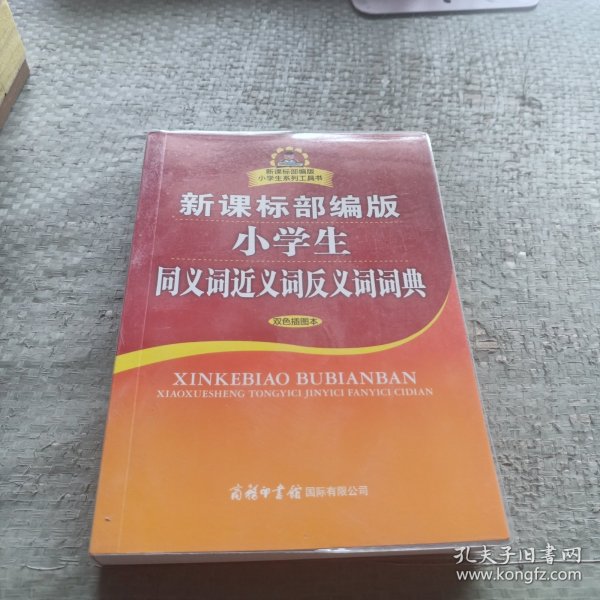 新课标部编版
小学生系列工具书
新课标部编版
小学生
同义词近义词反义词词典
双色插图本
XINKEBIAO BUBIANBAN
XIAOXUESHENG TONGYICI JINYICI FANYICI CIDIAN
商务印书馆国际有限公司
孔夫子旧书网
www.kongfz.com